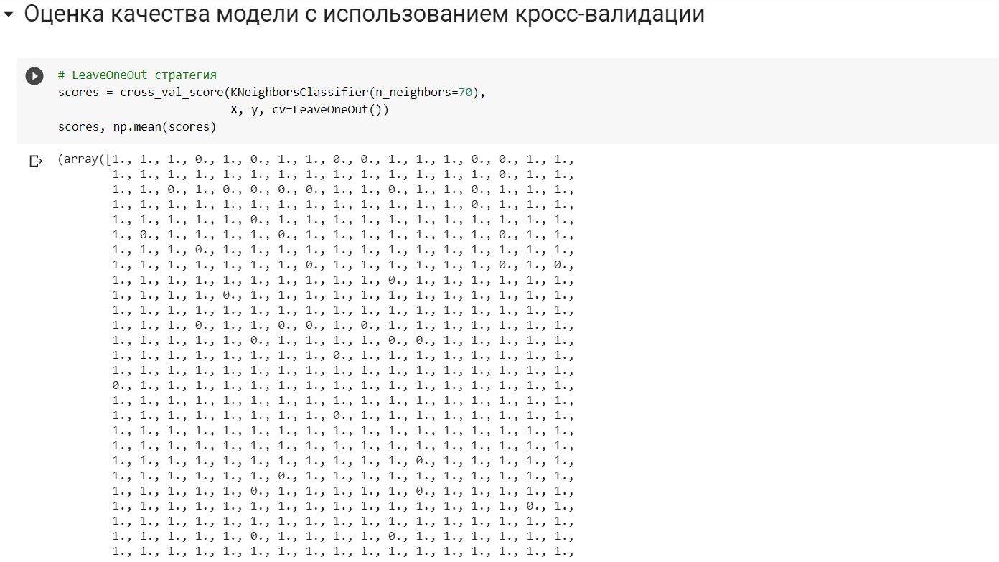 Оценка качества модели с использованием кросс-валидации
# LeaveOneOut стратегия
scores = cross_val_score(KNeighborsClassifier(n_neighbors=70),
X, y, cv=LeaveOneOut())
scores, np.mean(scores)
(array([1., 1., 1., 0., 1., 0., 1., 1., 0., 0., 1., 1., 1., 0., 0., 1., 1.,
1., 1., 1., 1., 1., 1., 1., 1., 1., 1., 1., 1., 1., 1., 0., 1., 1.,
1., 1., 0., 1., 0., 0., 0., 0., 1., 1., 0., 1., 1., 0., 1., 1., 1.,
1., 1., 1., 1., 1., 1., 1., 1., 1., 1., 1., 1., 1., 0., 1., 1., 1.,
1., 1., 1., 1., 1., 0., 1., 1., 1., 1., 1., 1., 1., 1., 1., 1., 1.,
1., 0., 1., 1., 1., 1., 0., 1., 1., 1., 1., 1., 1., 1., 0., 1., 1.,
1., 1., 1., 0., 1., 1., 1., 1., 1., 1., 1., 1., 1., 1., 1., 1., 1.,
1., 1., 1., 1., 1., 1., 1., 0., 1., 1., 1., 1., 1., 1., 0., 1., 0.,
1., 1., 1., 1., 1., 1., 1., 1., 1., 1., 0., 1., 1., 1., 1., 1., 1.,
1., 1., 1., 1., 0., 1., 1., 1., 1., 1., 1., 1., 1., 1., 1., 1., 1.,
1., 1., 1., 1., 1., 1., 1., 1., 1., 1., 1., 1., 1., 1., 1., 1., 1.,
1., 1., 1., 0., 1., 1., 0., 0., 1., 0., 1., 1., 1., 1., 1., 1., 1.,
1., 1., 1., 1., 1., 0., 1., 1., 1., 1., 0., 0., 1., 1., 1., 1., 1.,
1., 1., 1., 1., 1., 1., 1., 1., 0., 1., 1., 1., 1., 1., 1., 1., 1.,
1., 1., 1., 1., 1., 1., 1., 1., 1., 1., 1., 1., 1., 1., 1., 1., 1.,
0., 1., 1., 1., 1., 1., 1., 1., 1., 1., 1., 1., 1., 1., 1., 1., 1.,
1., 1., 1., 1., 1., 1., 1., 1., 1., 1., 1., 1., 1., 1., 1., 1., 1.,
1., 1., 1., 1., 1., 1., 1., 1., 0., 1., 1., 1., 1., 1., 1., 1., 1.,
1., 1., 1., 1., 1., 1., 1., 1., 1., 1., 1., 1., 1., 1., 1., 1., 1.,
1., 1., 1., 1., 1., 1., 1., 1., 1., 1., 1., 1., 1., 1., 1., 1., 1.,
1., 1., 1., 1., 1., 1., 1., 1., 1., 1., 1., 0., 1., 1., 1., 1., 1.,
1., 1., 1., 1., 1., 1., 0., 1., 1., 1., 1., 1., 1., 1., 1., 1., 1.,
1., 1., 1., 1., 1., 0., 1., 1., 1., 1., 1., 0., 1., 1., 1., 1., 1.,
1., 1., 1., 1., 1., 1., 1., 1., 1., 1., 1., 1., 1., 1., 1., 0., 1.,
1., 1., 1., 1., 1., 1., 1., 1., 1., 1., 1., 1., 1., 1., 1., 1., 1.,
1., 1., 1., 1., 1., 0., 1., 1., 1., 1., 0., 1., 1., 1., 1., 1., 1.,
1., 1., 1., 1., 1., 1., 1., 1., 1., 1., 1., 1., 1., 1., 1., 1., 1.,